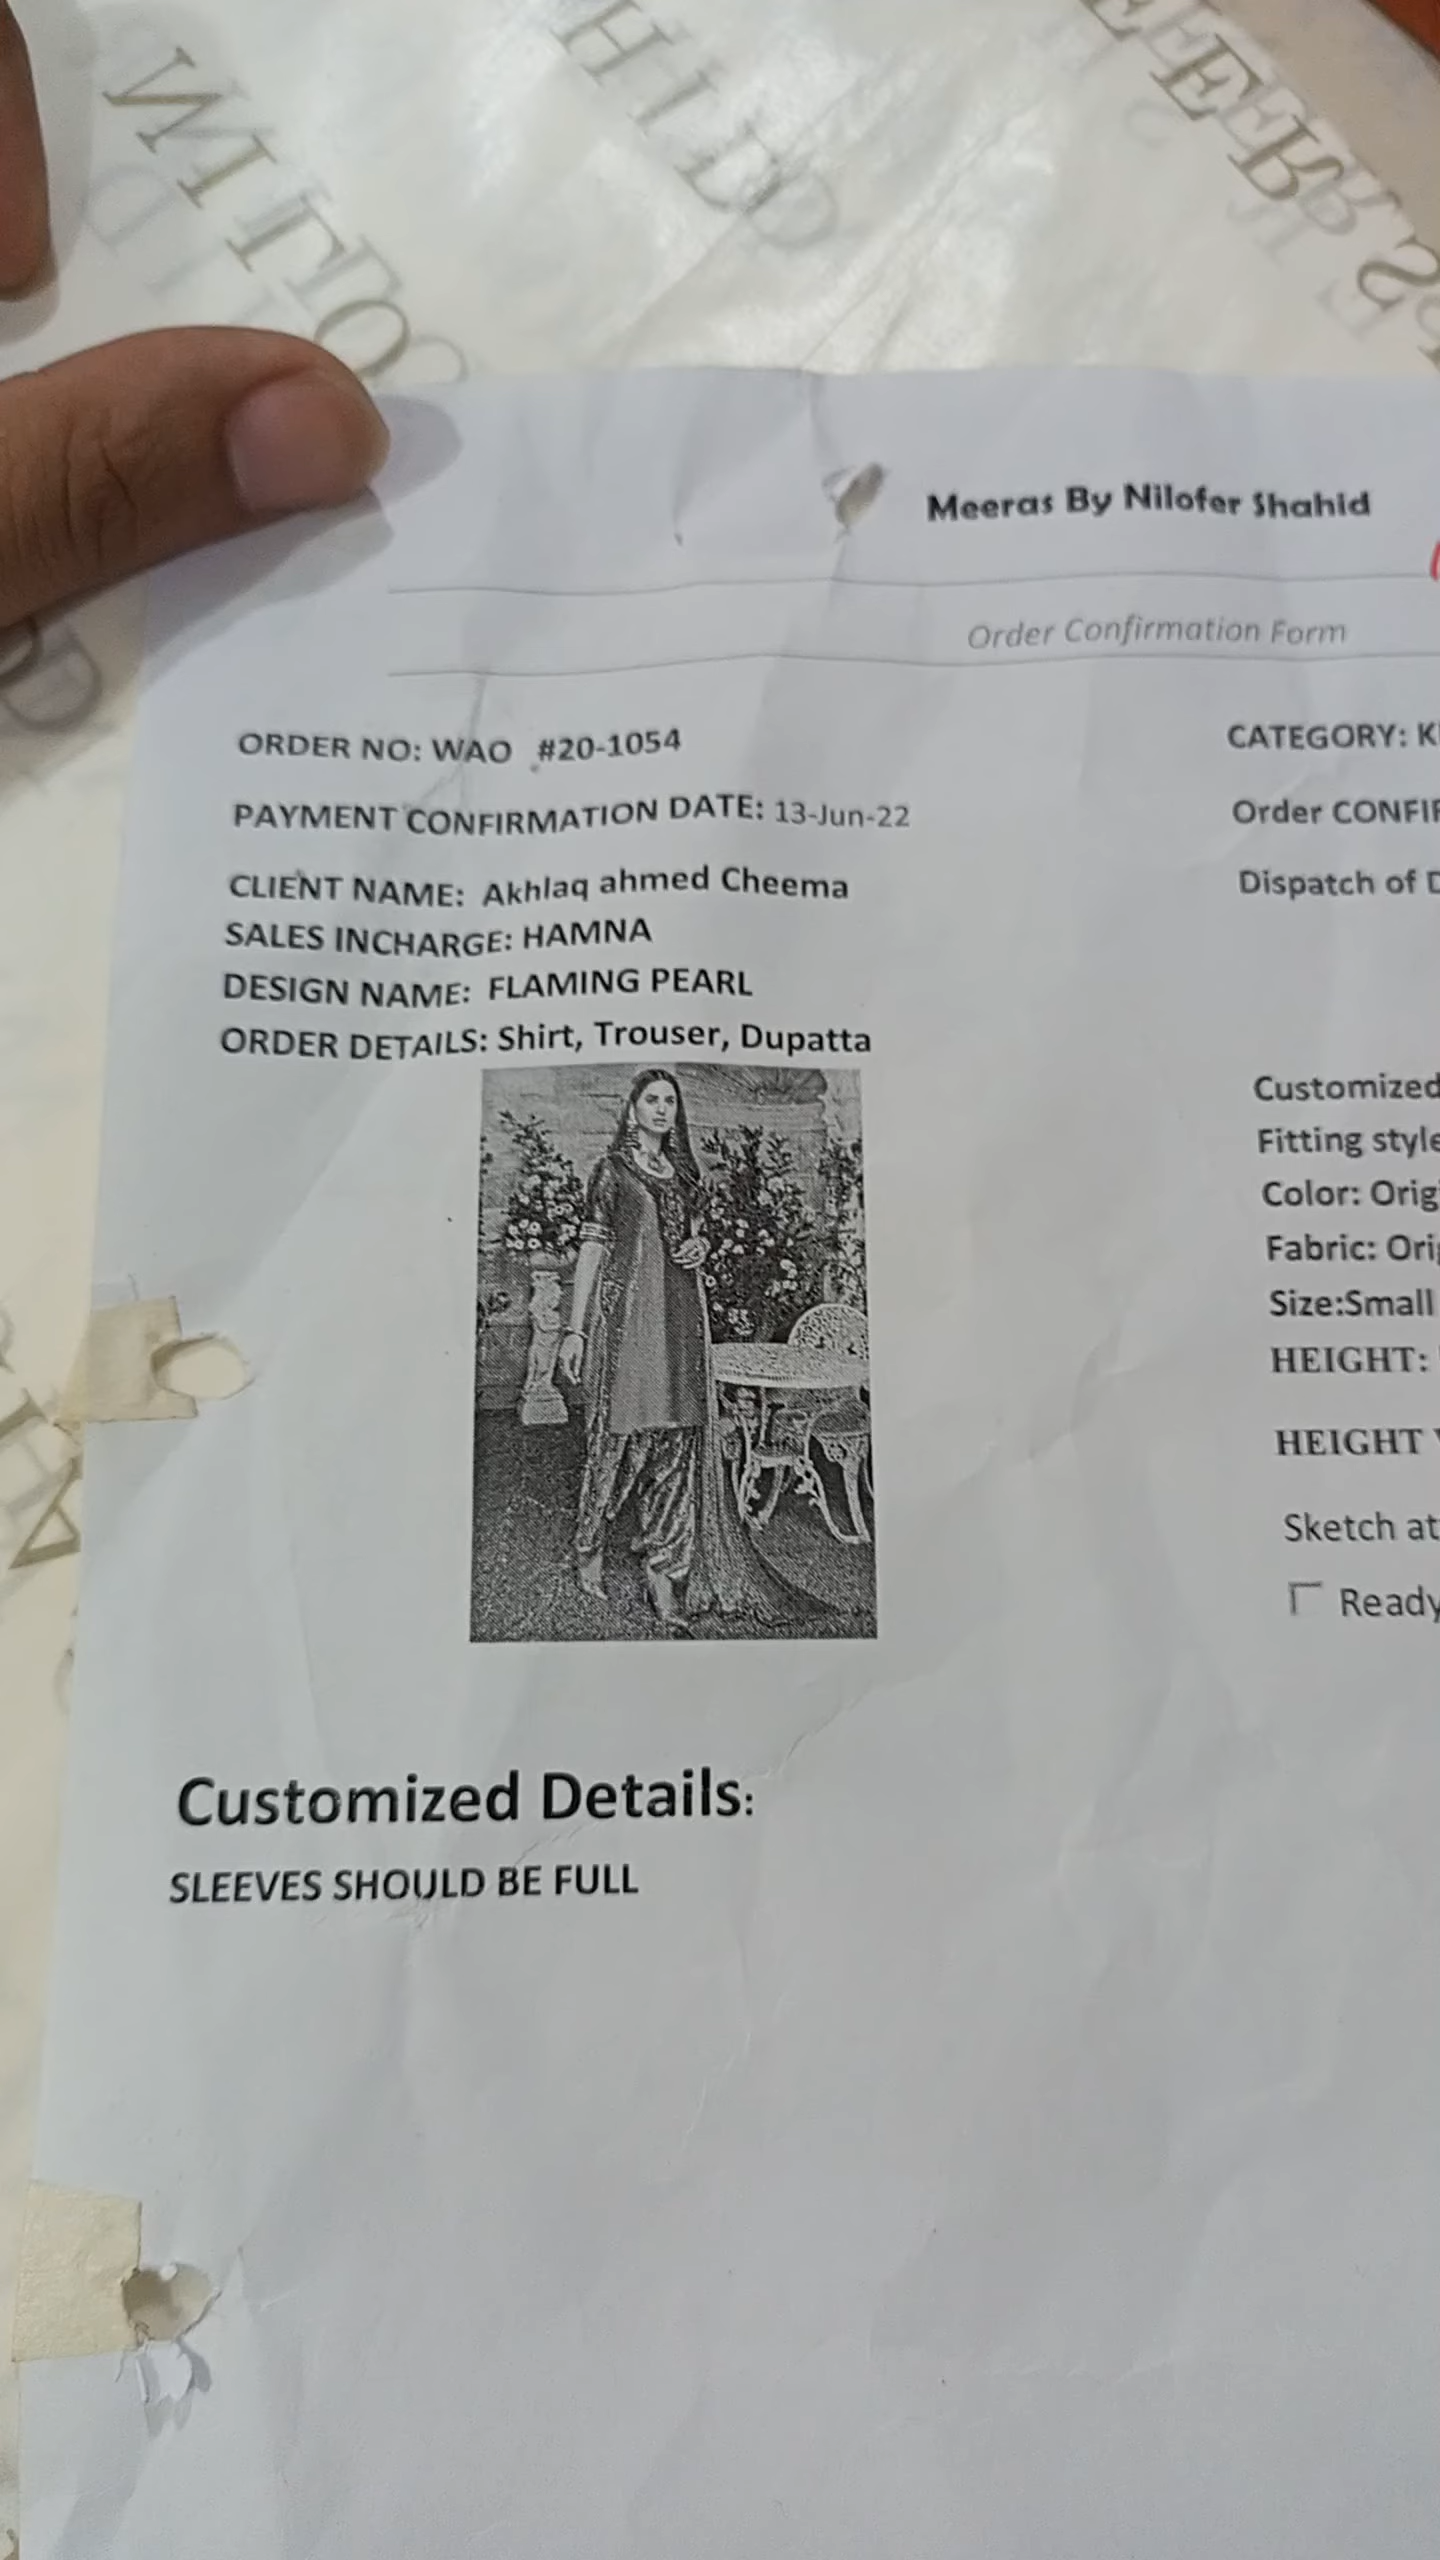 Meeras By Nilofer Shahid
Order Confirmation Form
ORDER NO: WAO #20-1054
PAYMENT CONFIRMATION DATE: 13-Jun-22
CLIENT NAME: Akhlaq ahmed Cheema
SALES INCHARGE: HAMNA
DESIGN NAME: FLAMING PEARL
ORDER DETAILS: Shirt, Trouser, Dupatta
CATEGORY:
Order
Dispatch of
Customized
Fitting style
Color:
Fabric:
Size:Small
HEIGHT:
HEIGHT
Sketch
Ready
Customized Details:
SLEEVES SHOULD BE FULL